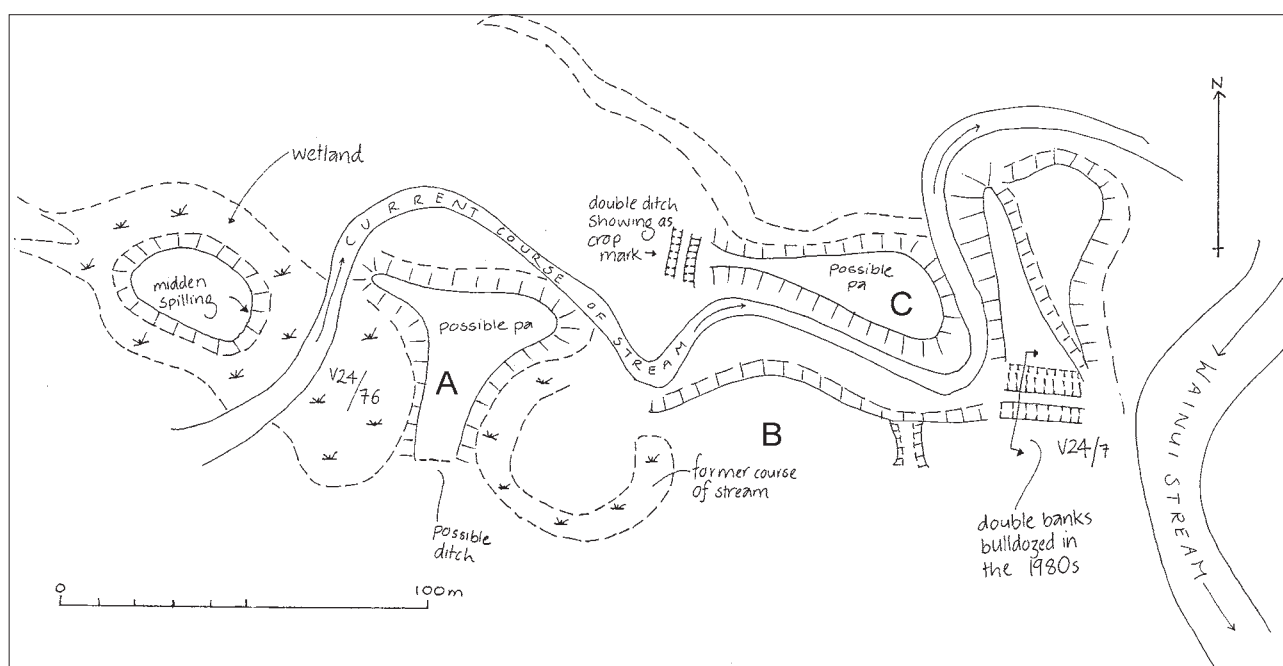 N
wetland
midden
spilling
CURRENT COURSE OF STREAM
double ditch
showing as
crop
mark
possible
pa
C
possible pa
A
V24/
76
B
former course
of stream
possible
ditch
V24/7
double banks
bulldozed in
the 1980s
WAINUI STREAM
0
100m